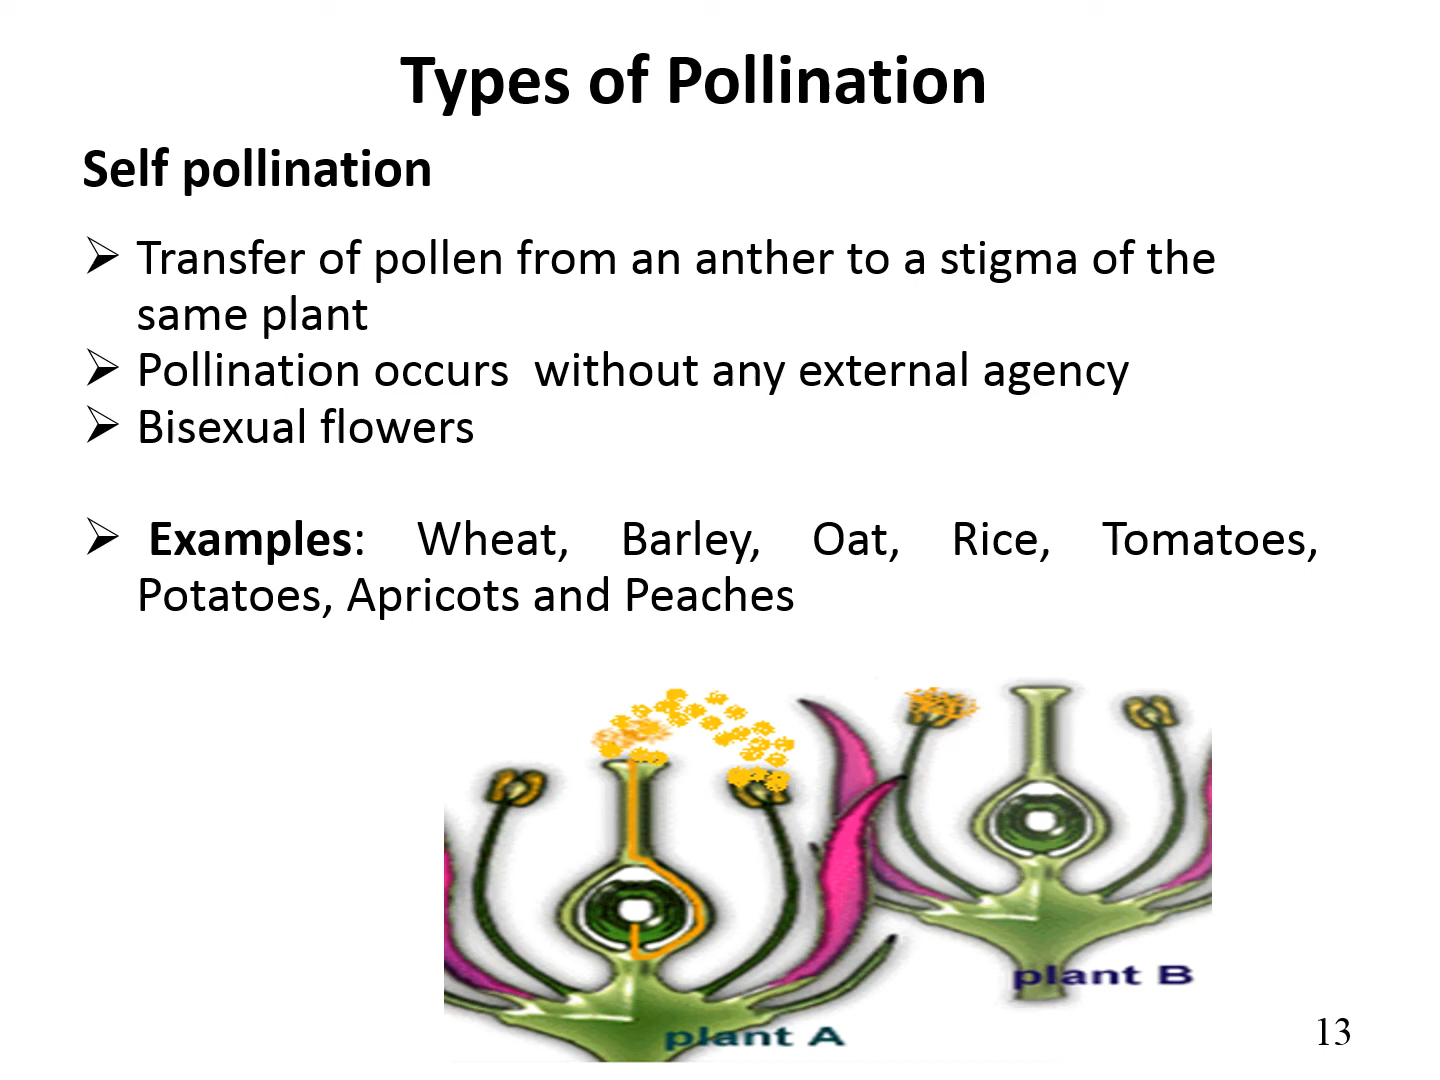 Types of Pollination
Self pollination
➢ Transfer of pollen from an anther to a stigma of the
same plant
➢ Pollination occurs  without any external agency
➢ Bisexual flowers
➢ Examples: Wheat, Barley, Oat, Rice, Tomatoes,
Potatoes, Apricots and Peaches
plant B
plant A
13